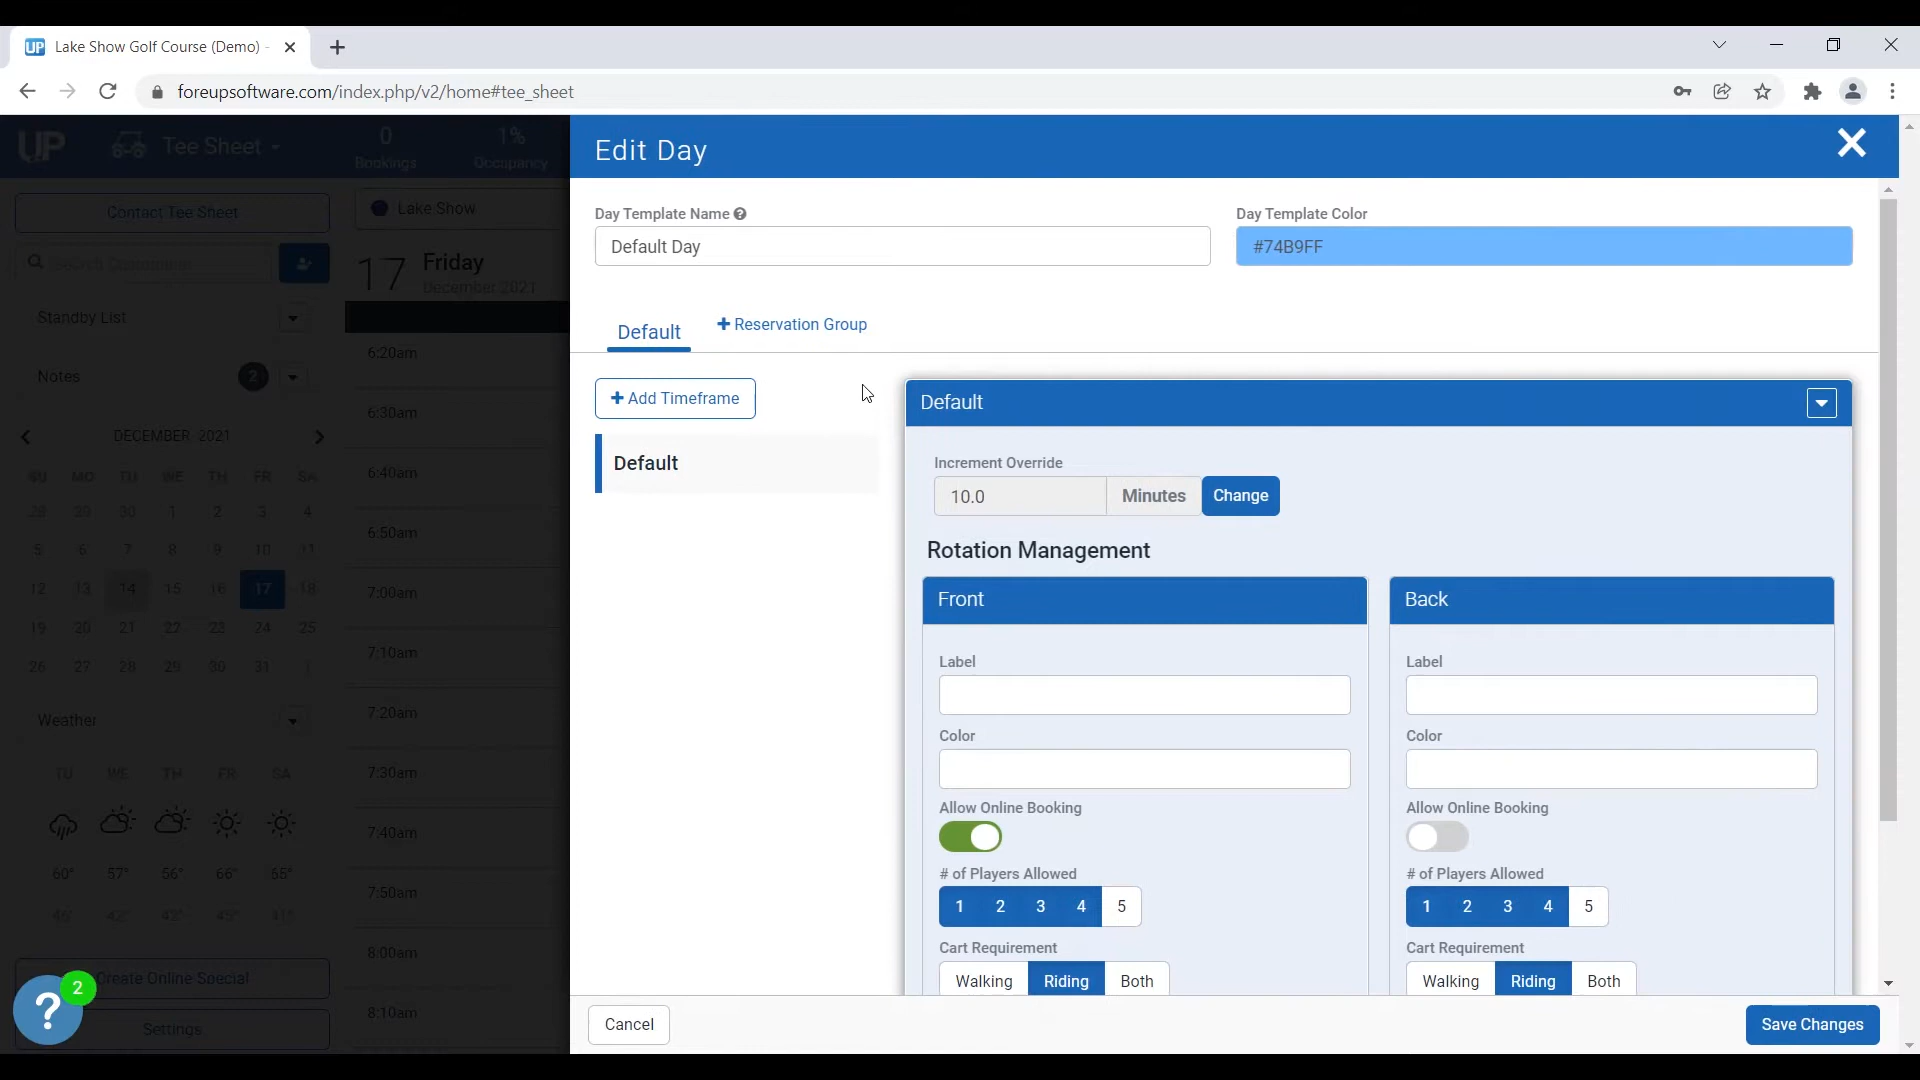 UP Lake Show Golf Course (Demo) -
foreupsoftware.com/index.php/v2/home#tee_sheet
UP Tee Sheet 0 Bookings 1% Occupancy
Edit Day
Contact Tee Sheet
Lake Show
17 Friday
December 2021
Standby List
Notes 2
DECEMBER 2021
SU MO TU WE TH FR SA
28 29 30 1 2 3 4
5 6 7 8 9 10 11
12 13 14 15 16 17 18
19 20 21 22 23 24 25
26 27 28 29 30 31 1
Weather
TU WE TH FR SA
60° 57° 56° 66° 65°
46° 42° 42° 45° 41°
Create Online Special
Settings
? 2
6:20am
6:30am
6:40am
6:50am
7:00am
7:10am
7:20am
7:30am
7:40am
7:50am
8:00am
8:10am
Day Template Name
Default Day
Day Template Color
#74B9FF
Default
+ Reservation Group
+ Add Timeframe
Default
Default
Increment Override
10.0 Minutes Change
Rotation Management
Front
Label
Color
Allow Online Booking
# of Players Allowed
1 2 3 4 5
Cart Requirement
Walking Riding Both
Back
Label
Color
Allow Online Booking
# of Players Allowed
1 2 3 4 5
Cart Requirement
Walking Riding Both
Cancel
Save Changes